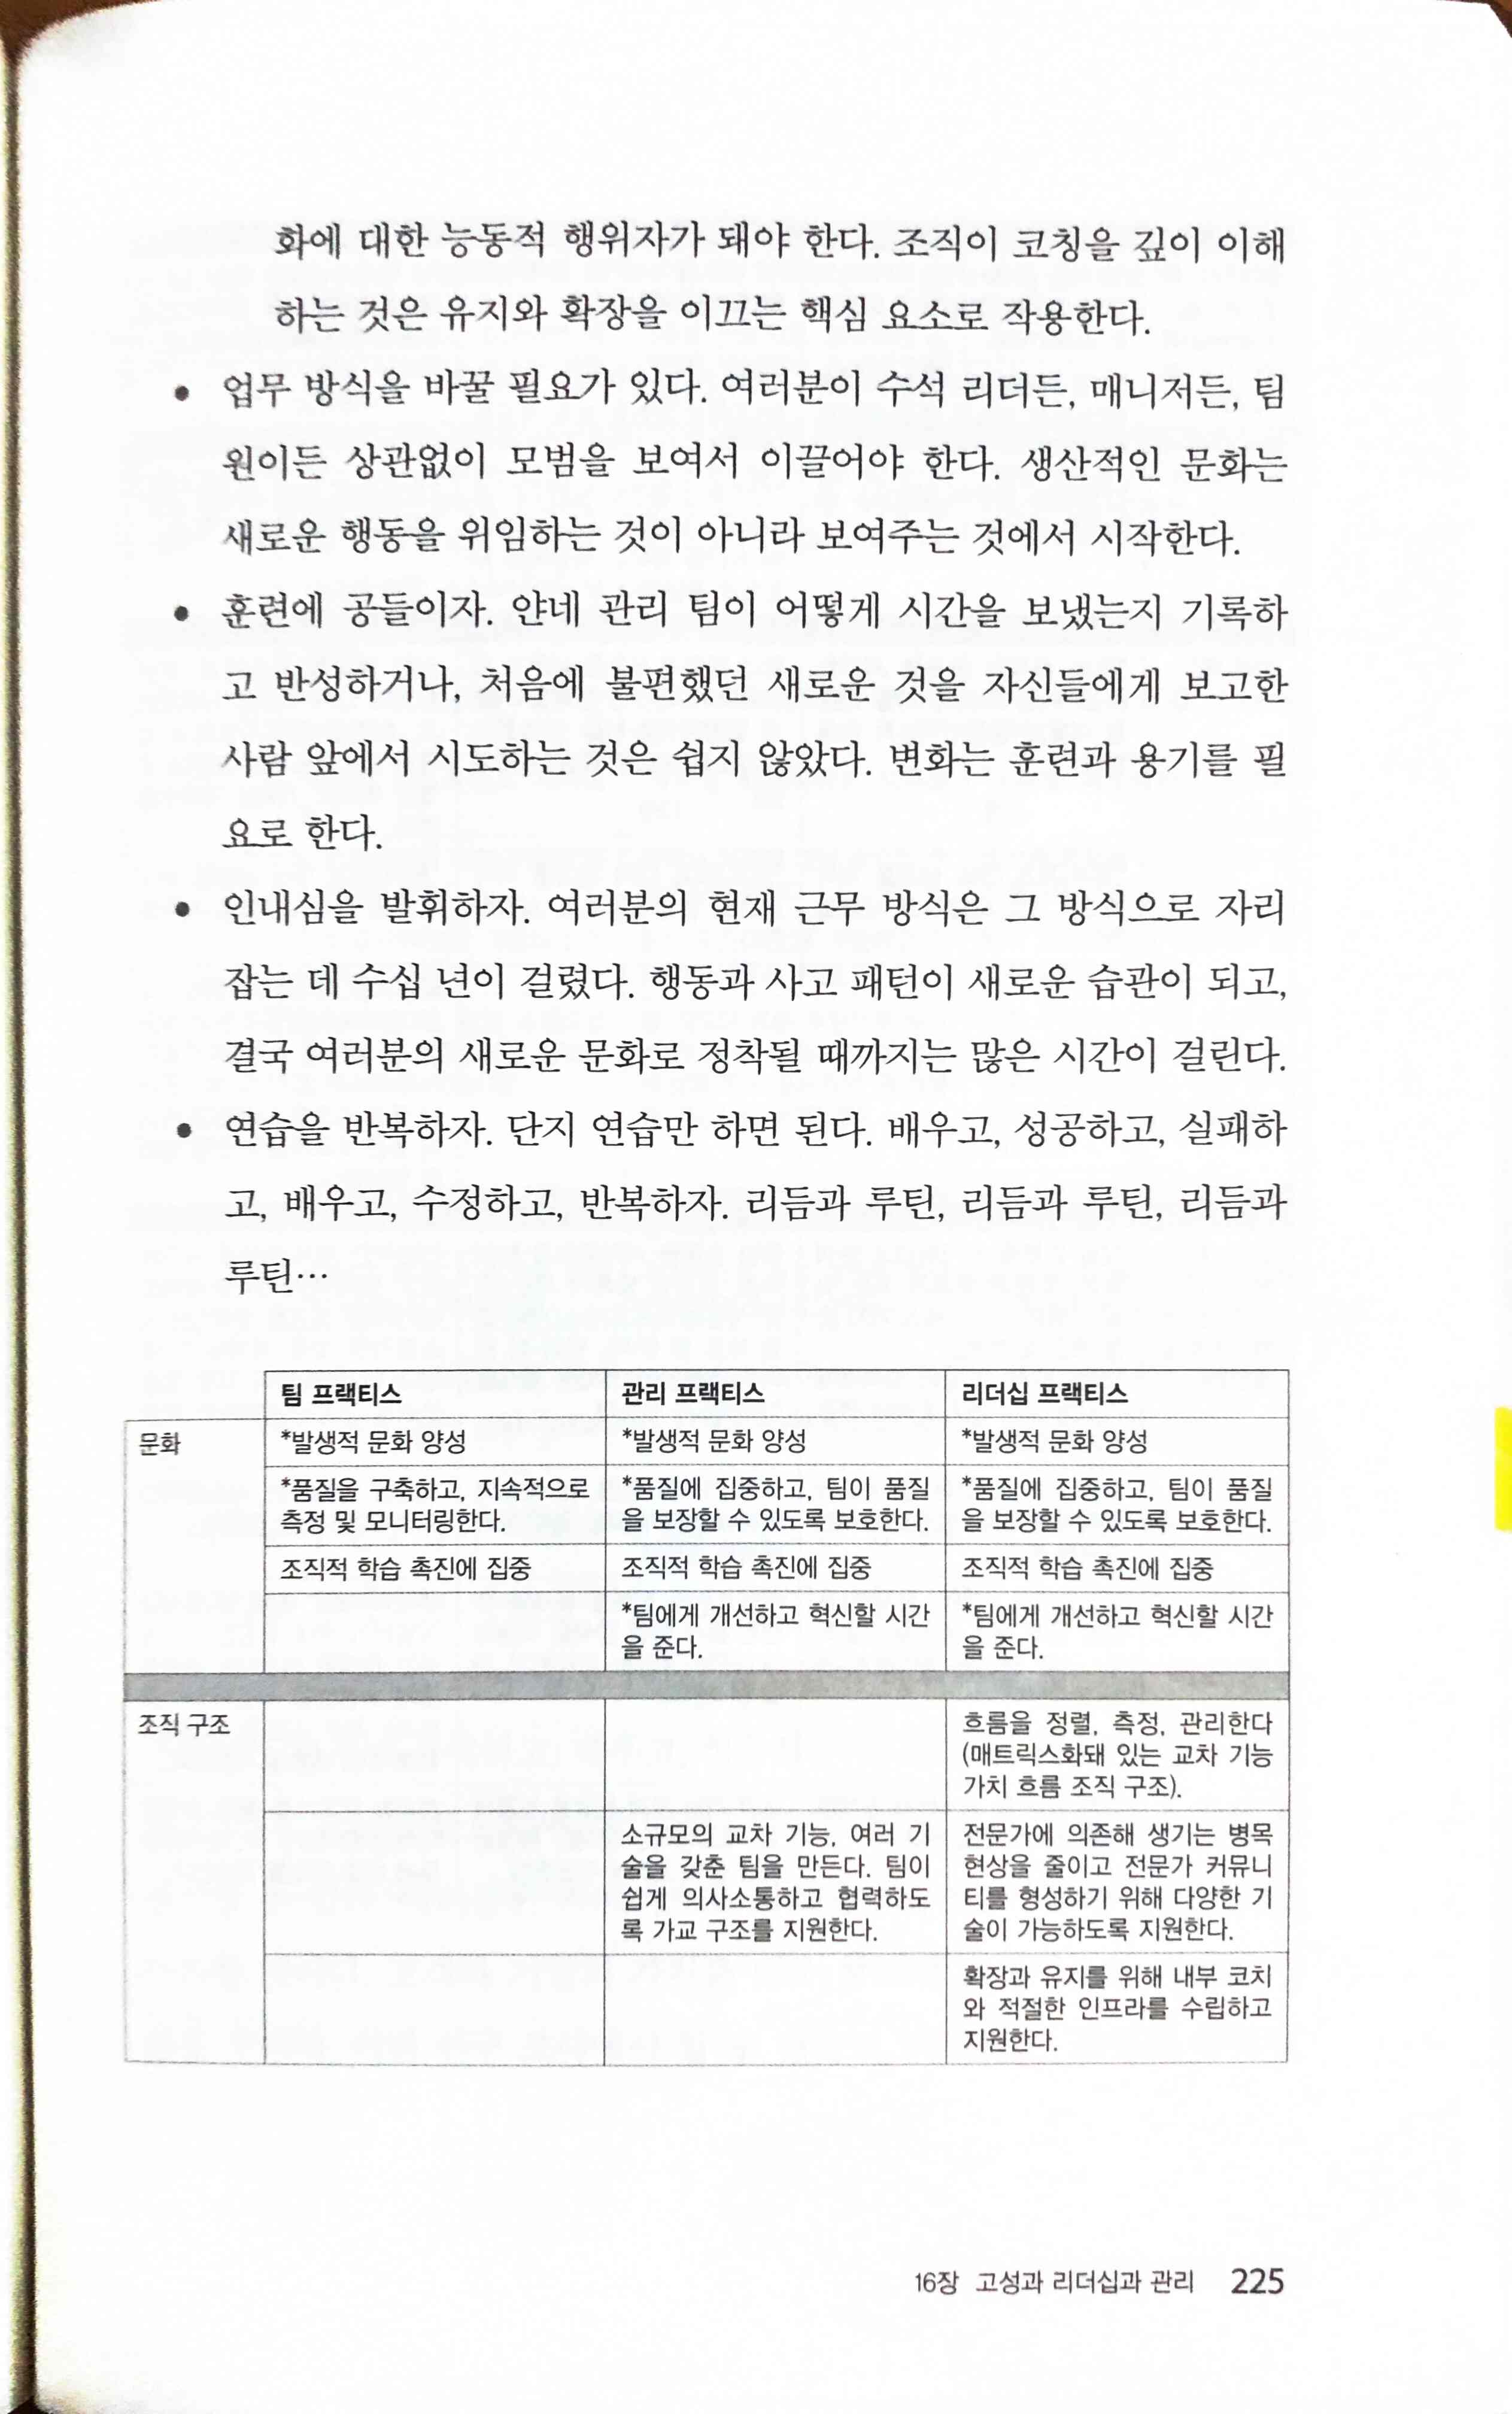 화에 대한 능동적 행위자가 돼야 한다. 조직이 코칭을 깊이 이해
하는 것은 유지와 확장을 이끄는 핵심 요소로 작용한다.
• 업무 방식을 바꿀 필요가 있다. 여러분이 수석 리더든, 매니저든, 팀
원이든 상관없이 모범을 보여서 이끌어야 한다. 생산적인 문화는
새로운 행동을 위임하는 것이 아니라 보여주는 것에서 시작한다.
• 훈련에 공들이자. 얀네 관리 팀이 어떻게 시간을 보냈는지 기록하
고 반성하거나, 처음에 불편했던 새로운 것을 자신들에게 보고한
사람 앞에서 시도하는 것은 쉽지 않았다. 변화는 훈련과 용기를 필
요로 한다.
• 인내심을 발휘하자. 여러분의 현재 근무 방식은 그 방식으로 자리
잡는 데 수십 년이 걸렸다. 행동과 사고 패턴이 새로운 습관이 되고,
결국 여러분의 새로운 문화로 정착될 때까지는 많은 시간이 걸린다.
• 연습을 반복하자. 단지 연습만 하면 된다. 배우고, 성공하고, 실패하
고, 배우고, 수정하고, 반복하자. 리듬과 루틴, 리듬과 루틴, 리듬과
루틴…
팀 프랙티스 관리 프랙티스 리더십 프랙티스
문화 *발생적 문화 양성 *발생적 문화 양성 *발생적 문화 양성
*품질을 구축하고, 지속적으로 *품질에 집중하고, 팀이 품질 *품질에 집중하고, 팀이 품질
측정 및 모니터링한다. 을 보장할 수 있도록 보호한다. 을 보장할 수 있도록 보호한다.
조직적 학습 촉진에 집중 조직적 학습 촉진에 집중 조직적 학습 촉진에 집중
*팀에게 개선하고 혁신할 시간 *팀에게 개선하고 혁신할 시간
을 준다. 을 준다.
조직 구조 흐름을 정렬, 측정, 관리한다
(매트릭스화돼 있는 교차 기능
가치 흐름 조직 구조).
소규모의 교차 기능, 여러 기 전문가에 의존해 생기는 병목
술을 갖춘 팀을 만든다. 팀이 현상을 줄이고 전문가 커뮤니
쉽게 의사소통하고 협력하도 티를 형성하기 위해 다양한 기
록 가교 구조를 지원한다. 술이 가능하도록 지원한다.
확장과 유지를 위해 내부 코치
와 적절한 인프라를 수립하고
지원한다.
16장 고성과 리더십과 관리 225